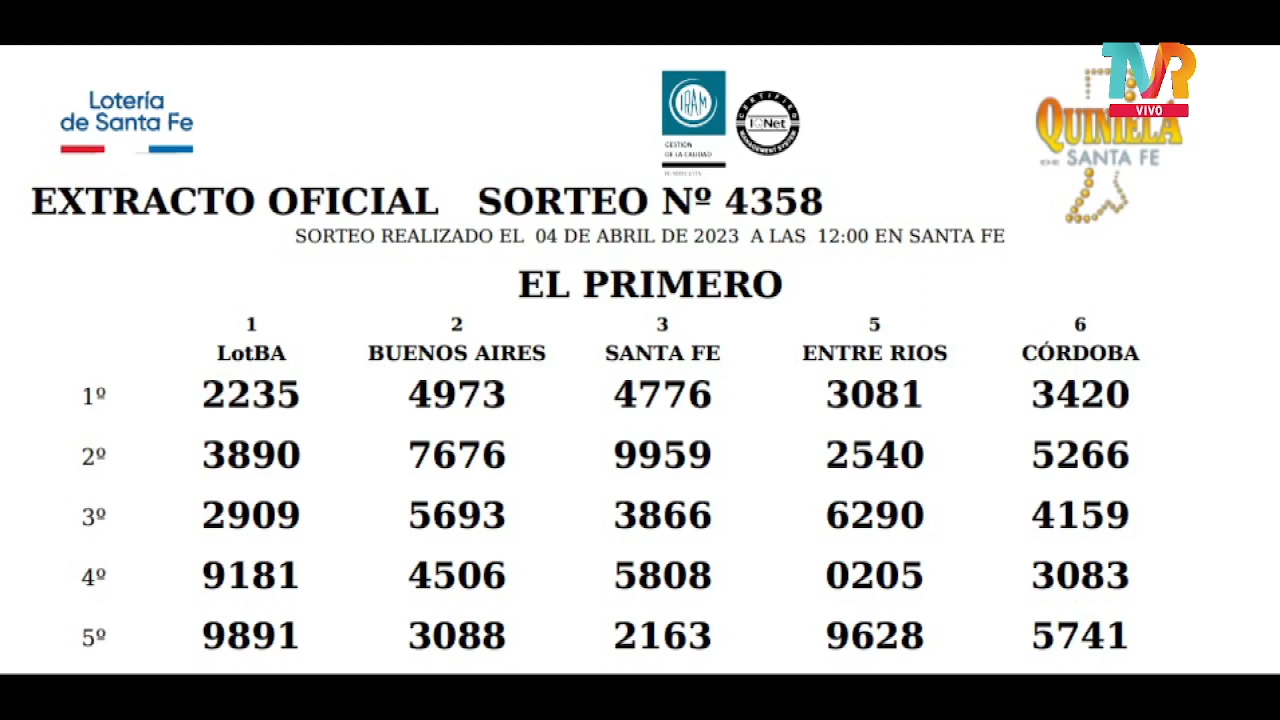 TVR
VIVO
Lotería
de Santa Fe
IRAM
GESTION
DE LA CALIDAD
CERTIFIED
IQNet
MANAGEMENT SYSTEM
QUINIELA
DE SANTA FE
EXTRACTO OFICIAL SORTEO Nº 4358
SORTEO REALIZADO EL 04 DE ABRIL DE 2023 A LAS 12:00 EN SANTA FE
EL PRIMERO
1 2 3 5 6
LotBA BUENOS AIRES SANTA FE ENTRE RIOS CÓRDOBA
1º 2235 4973 4776 3081 3420
2º 3890 7676 9959 2540 5266
3º 2909 5693 3866 6290 4159
4º 9181 4506 5808 0205 3083
5º 9891 3088 2163 9628 5741